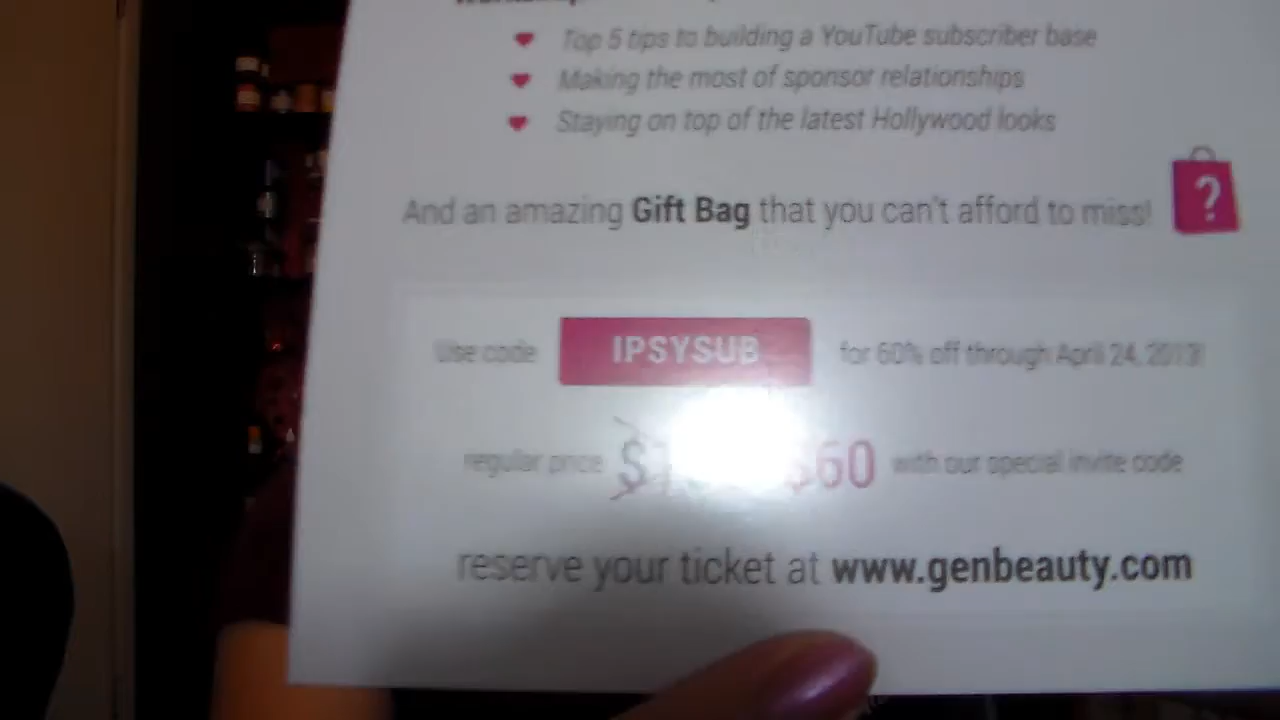 Top 5 tips to building a YouTube subscriber base
Making the most of sponsor relationships
Staying on top of the latest Hollywood looks
And an amazing Gift Bag that you can't afford to miss!
?
Use code IPSYSUB for 60% off through April 24, 2013!
regular price $60 with our special invite code
reserve your ticket at www.genbeauty.com